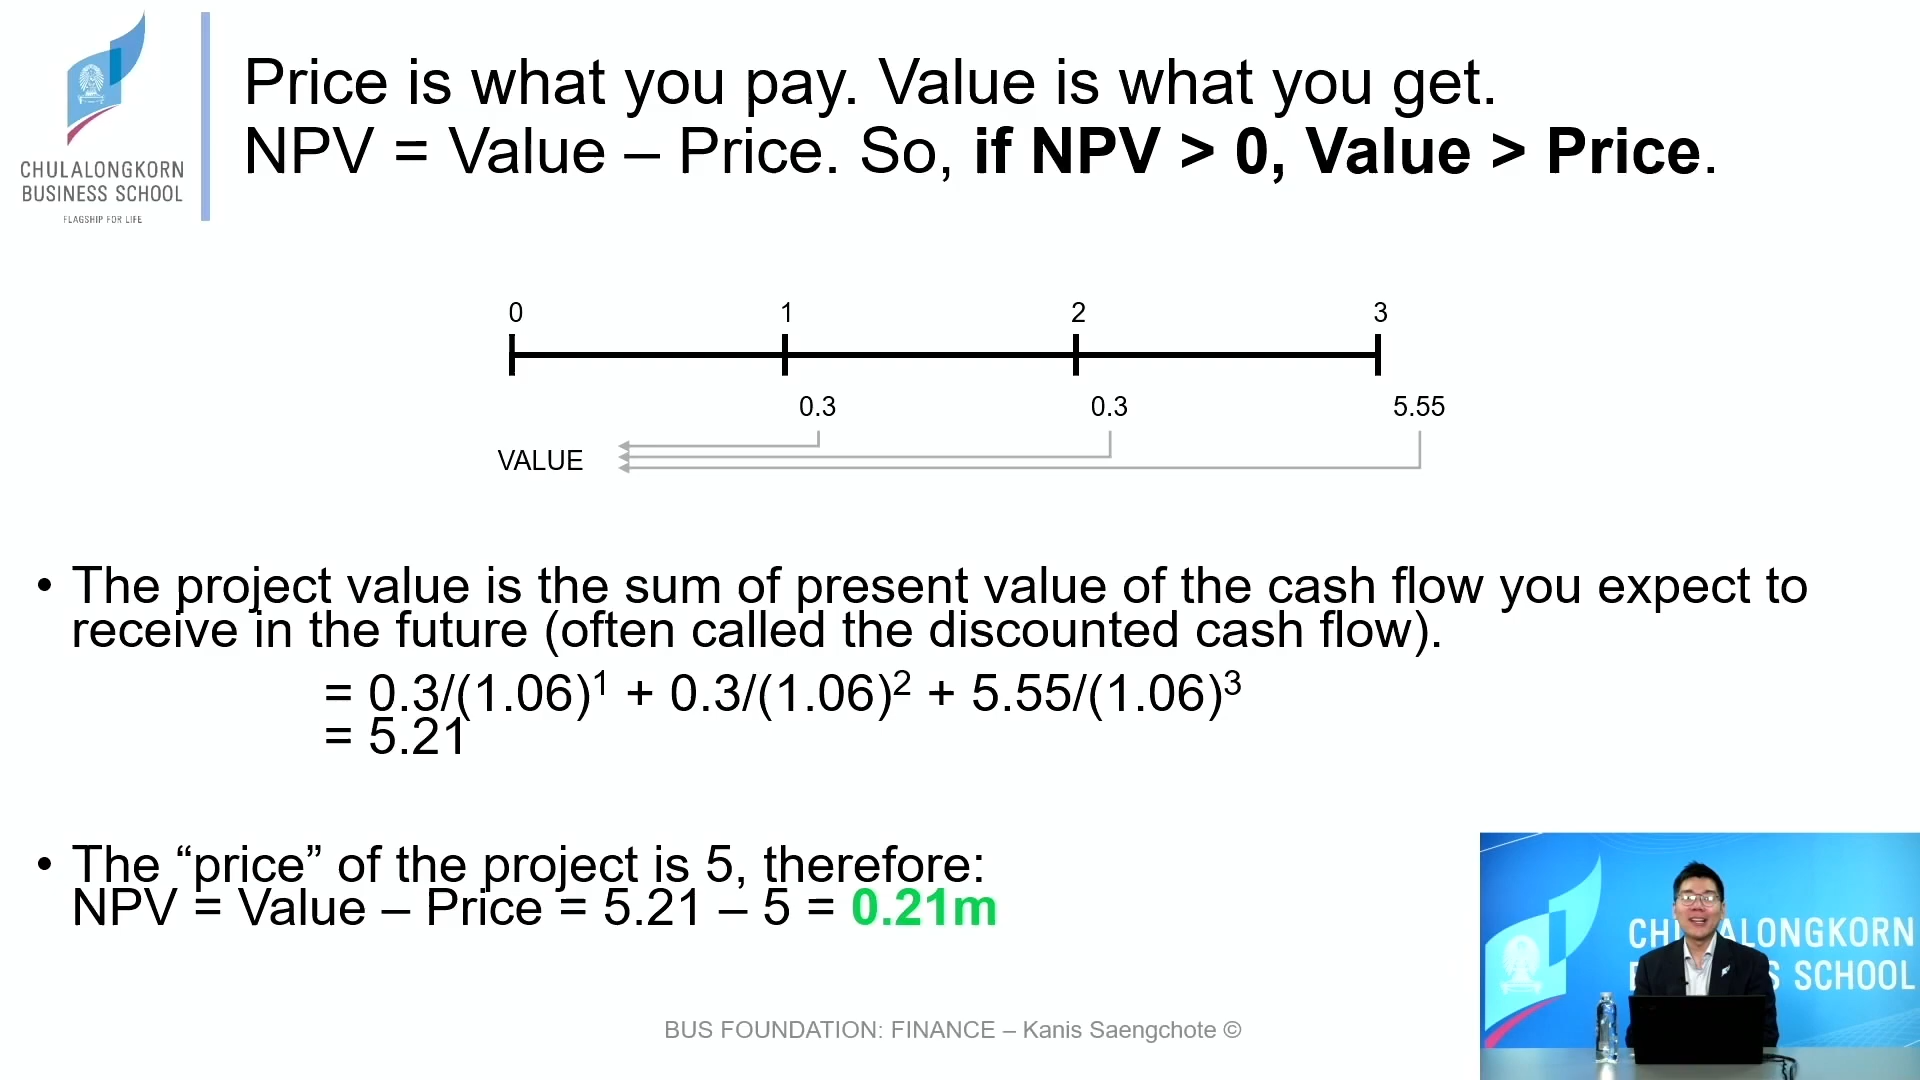 CHULALONGKORN
BUSINESS SCHOOL
FLAGSHIP FOR LIFE
Price is what you pay. Value is what you get.
NPV = Value – Price. So, if NPV > 0, Value > Price.
0 1 2 3
0.3 0.3 5.55
VALUE
• The project value is the sum of present value of the cash flow you expect to
receive in the future (often called the discounted cash flow).
= 0.3/(1.06)¹ + 0.3/(1.06)² + 5.55/(1.06)³
= 5.21
• The “price” of the project is 5, therefore:
NPV = Value – Price = 5.21 – 5 = 0.21m
BUS FOUNDATION: FINANCE – Kanis Saengchote ©
ALONGKORN
SCHOOL